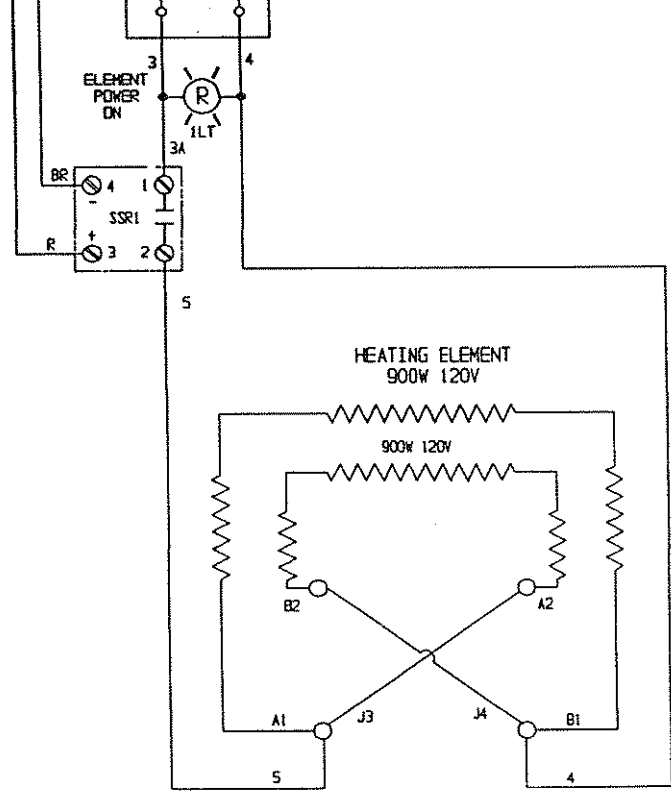 3
4
ELEMENT
POWER
ON
R
1LT
3A
BR
4
1
-
SSR1
+
R
3
2
5
HEATING ELEMENT
900W 120V
900W 120V
B2
A2
A1
J3
J4
B1
5
4